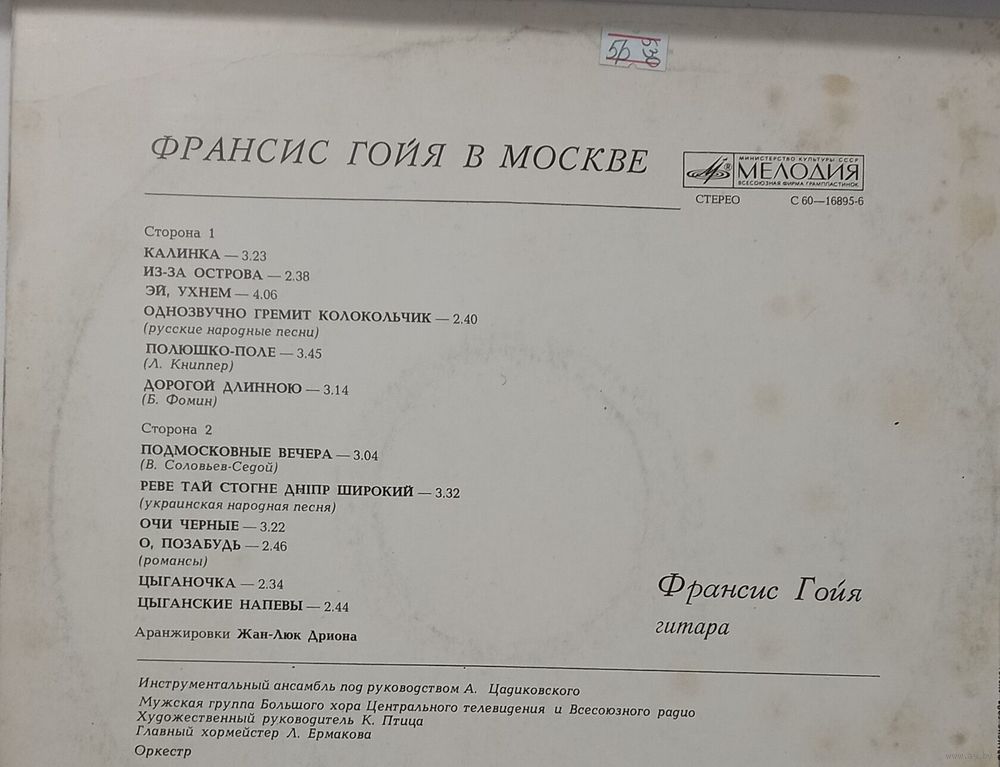 5р 530
ФРАНСИС ГОЙЯ В МОСКВЕ
МИНИСТЕРСТВО КУЛЬТУРЫ СССР
МЕЛОДИЯ
ВСЕСОЮЗНАЯ ФИРМА ГРАМПЛАСТИНОК
СТЕРЕО С 60—16895-6
Сторона 1
КАЛИНКА — 3.23
ИЗ-ЗА ОСТРОВА — 2.38
ЭЙ, УХНЕМ — 4.06
ОДНОЗВУЧНО ГРЕМИТ КОЛОКОЛЬЧИК — 2.40
(русские народные песни)
ПОЛЮШКО-ПОЛЕ — 3.45
(Л. Книппер)
ДОРОГОЙ ДЛИННОЮ — 3.14
(Б. Фомин)
Сторона 2
ПОДМОСКОВНЫЕ ВЕЧЕРА — 3.04
(В. Соловьев-Седой)
РЕВЕ ТАЙ СТОГНЕ ДНІПР ШИРОКИЙ — 3.32
(украинская народная песня)
ОЧИ ЧЕРНЫЕ — 3.22
О, ПОЗАБУДЬ — 2.46
(романсы)
ЦЫГАНОЧКА — 2.34
ЦЫГАНСКИЕ НАПЕВЫ — 2.44
Аранжировки Жан-Люк Дриона
Франсис Гойя
гитара
Инструментальный ансамбль под руководством А. Цадиковского
Мужская группа Большого хора Центрального телевидения и Всесоюзного радио
Художественный руководитель К. Птица
Главный хормейстер Л. Ермакова
Оркестр